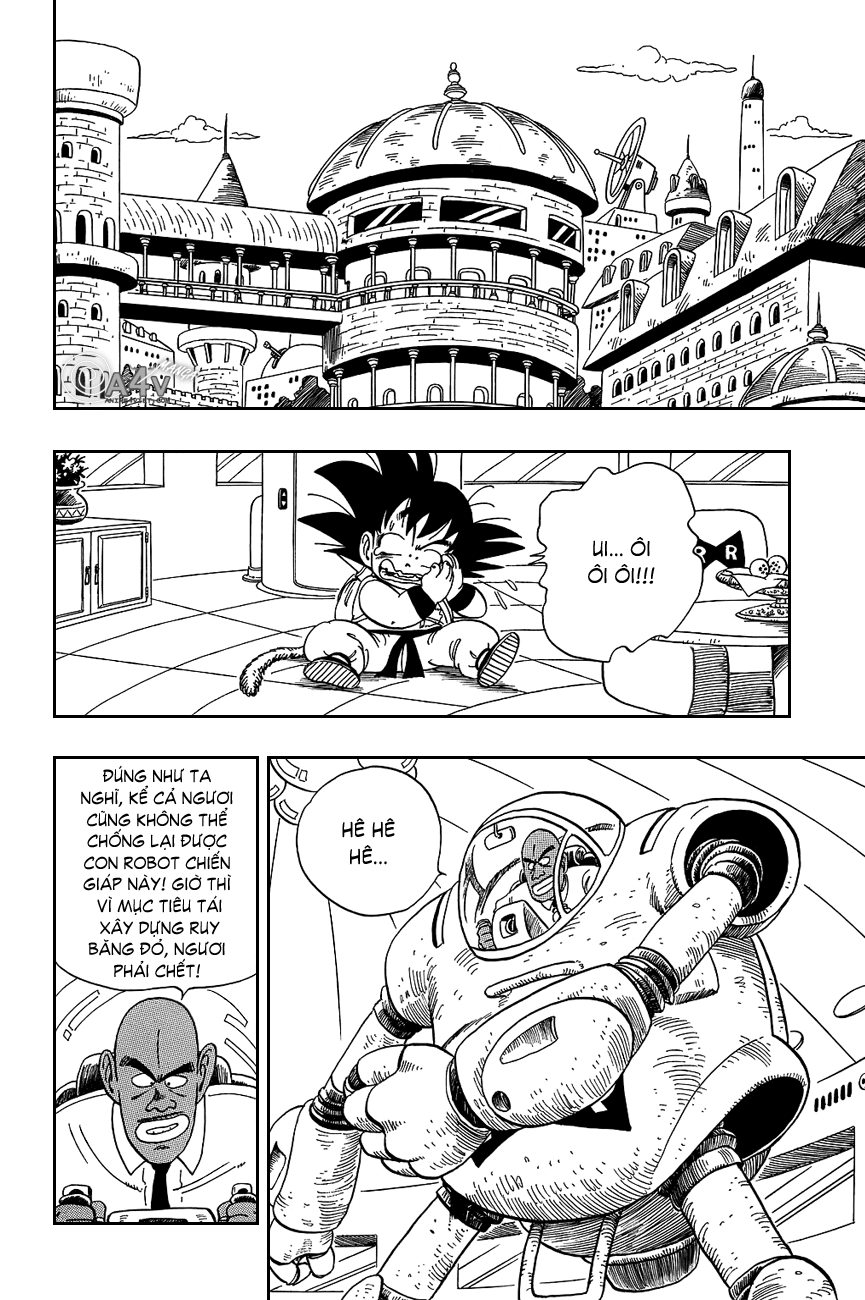 A4V
UI... ÔI
ÔI ÔI!!!
R
HÊ HÊ
HÊ...
ĐÚNG NHƯ TA
NGHĨ, KỂ CẢ NGƯƠI
CŨNG KHÔNG THỂ
CHỐNG LẠI ĐƯỢC
CON ROBOT CHIẾN
GIÁP NÀY! GIỜ THÌ
VÌ MỤC TIÊU TÁI
XÂY DỰNG RUY
BĂNG ĐỎ, NGƯƠI
PHẢI CHẾT!